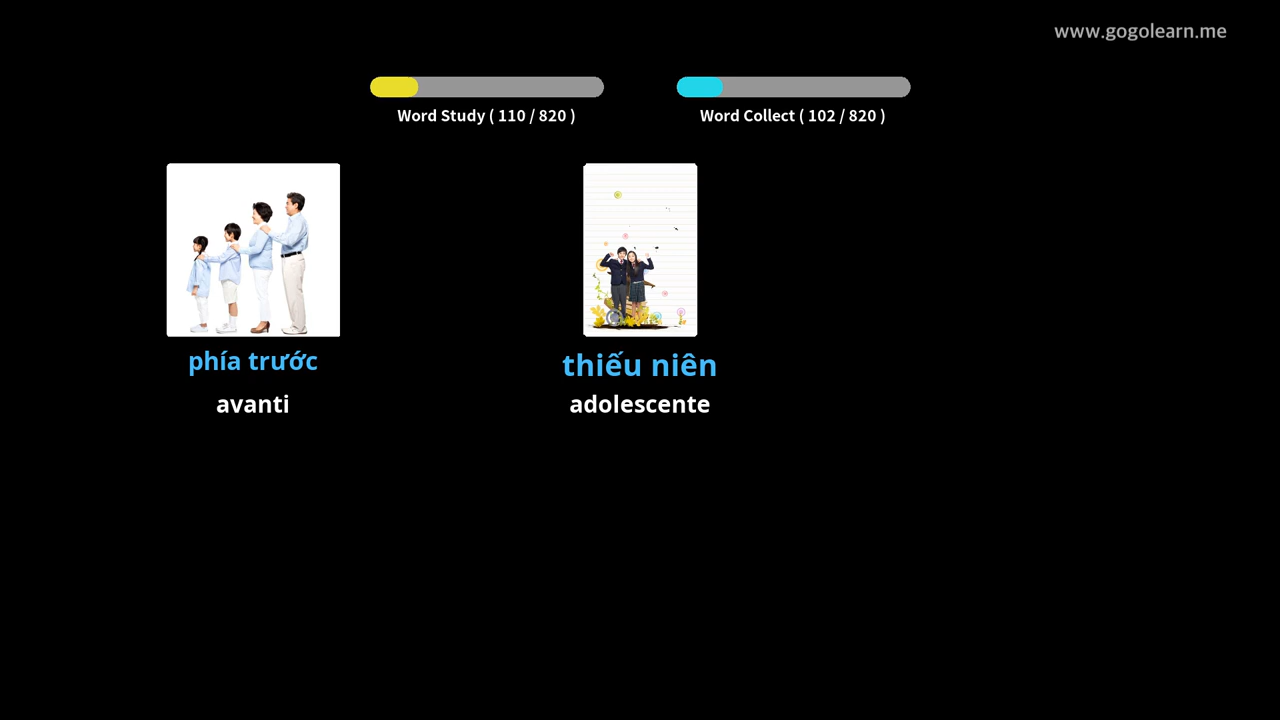 www.gogolearn.me
Word Study ( 110 / 820 )
Word Collect ( 102 / 820 )
phía trước
avanti
thiếu niên
adolescente